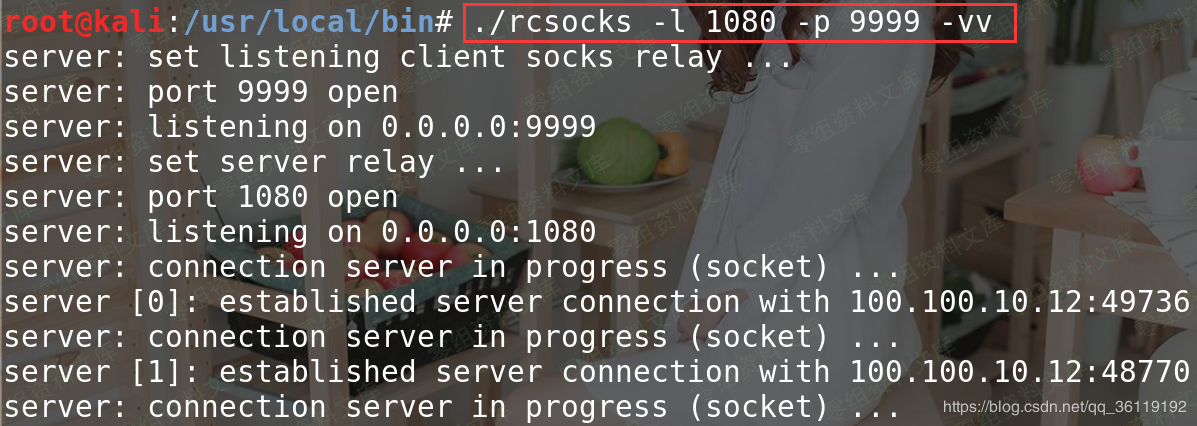 root@kali:/usr/local/bin# ./rcsocks -l 1080 -p 9999 -vv
server: set listening client socks relay ...
server: port 9999 open
server: listening on 0.0.0.0:9999
server: set server relay ...
server: port 1080 open
server: listening on 0.0.0.0:1080
server: connection server in progress (socket) ...
server [0]: established server connection with 100.100.10.12:49736
server: connection server in progress (socket) ...
server [1]: established server connection with 100.100.10.12:48770
server: connection server in progress (socket) ...
https://blog.csdn.net/qq_36119192
零组资料文库